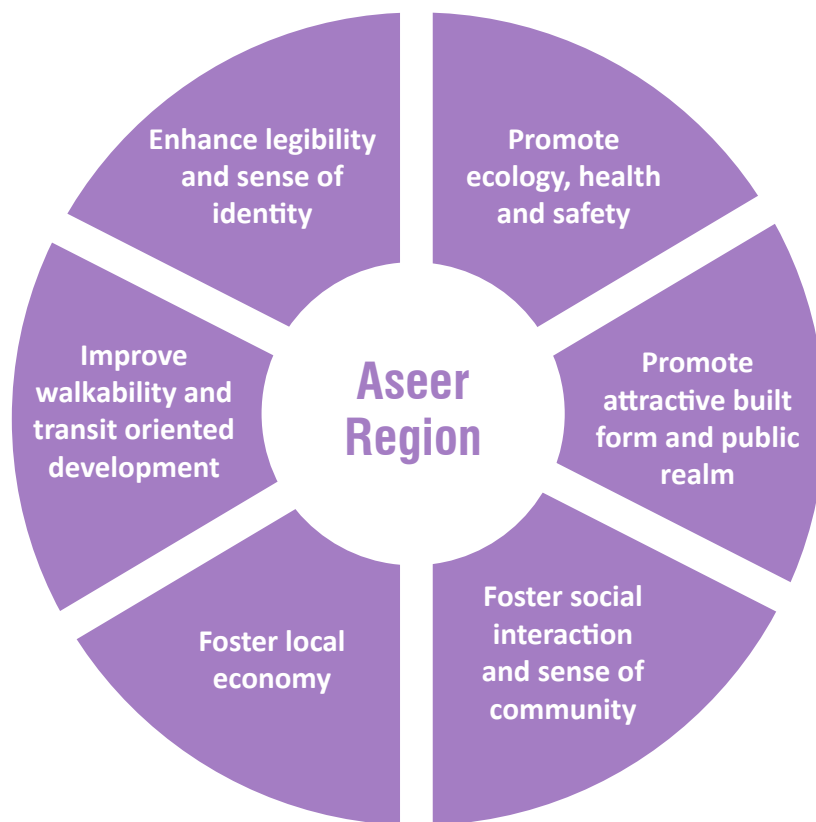 Enhance legibility
and sense of
identity
Promote
ecology, health
and safety
Improve
walkability and
transit oriented
development
Aseer
Region
Promote
attractive built
form and public
realm
Foster local
economy
Foster social
interaction
and sense of
community